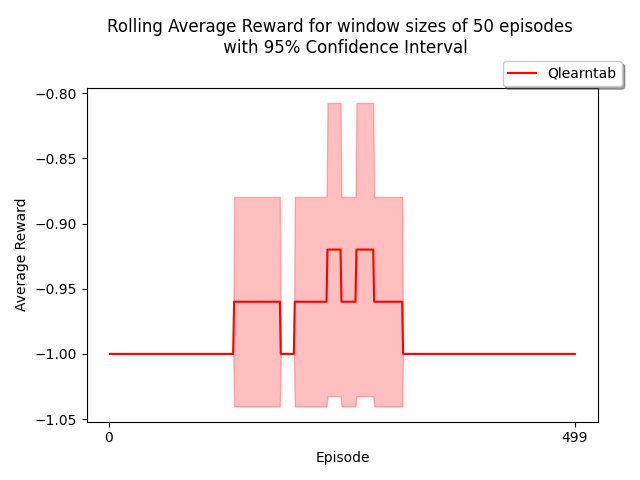 Rolling Average Reward for window sizes of 50 episodes
with 95% Confidence Interval
Qlearntab
−0.80
−0.85
−0.90
−0.95
−1.00
−1.05
Average Reward
0
499
Episode